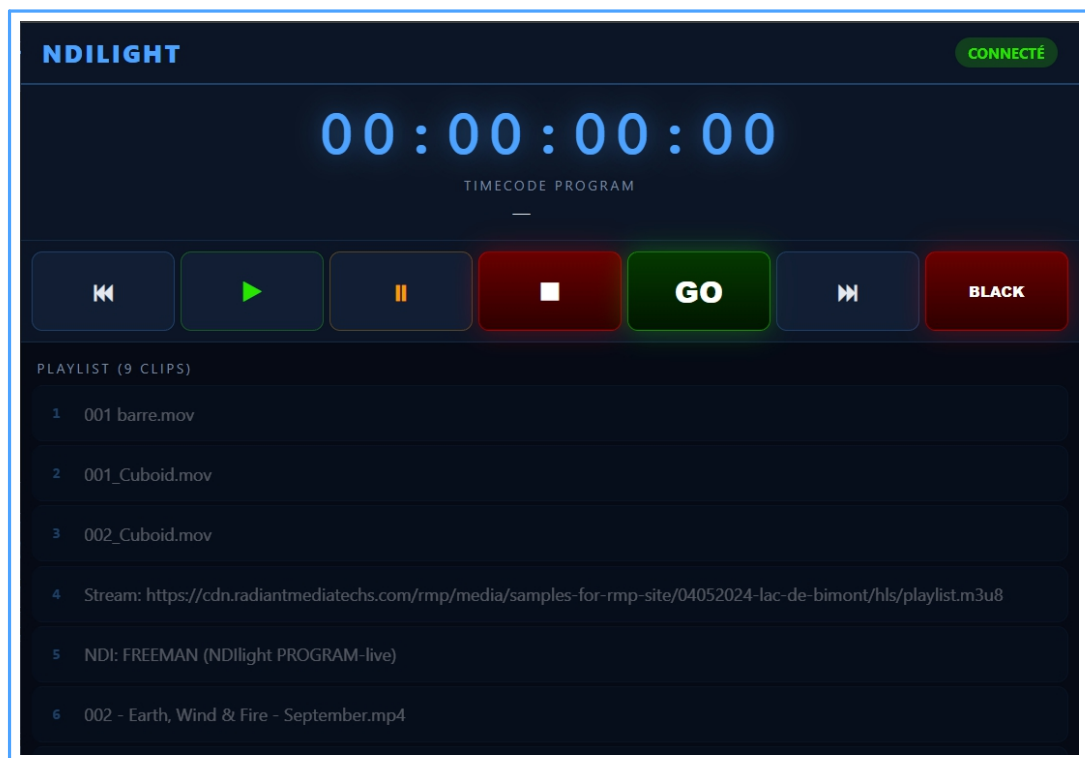 NDILIGHT
CONNECTÉ
00:00:00:00
TIMECODE PROGRAM
—
GO
BLACK
PLAYLIST (9 CLIPS)
1 001 barre.mov
2 001_Cuboid.mov
3 002_Cuboid.mov
4 Stream: https://cdn.radiantmediatechs.com/rmp/media/samples-for-rmp-site/04052024-lac-de-bimont/hls/playlist.m3u8
5 NDI: FREEMAN (NDIlight PROGRAM-live)
6 002 - Earth, Wind & Fire - September.mp4